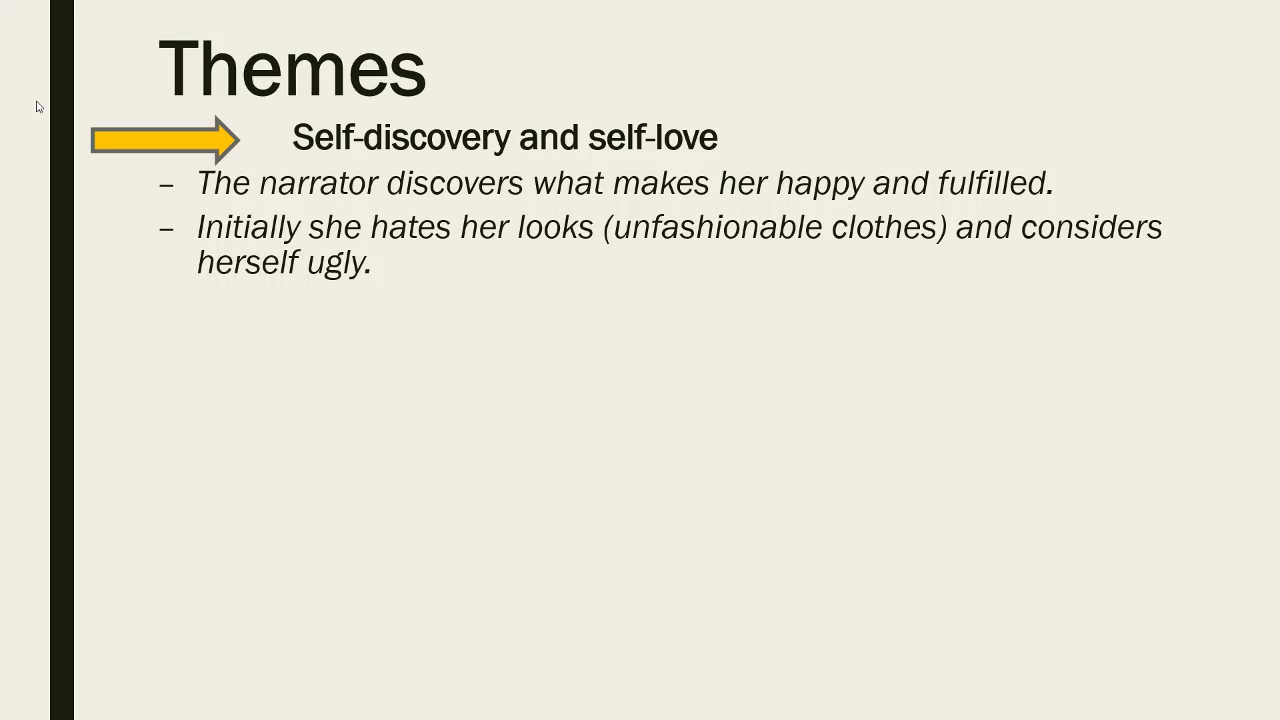 Themes
Self-discovery and self-love
– The narrator discovers what makes her happy and fulfilled.
– Initially she hates her looks (unfashionable clothes) and considers
herself ugly.